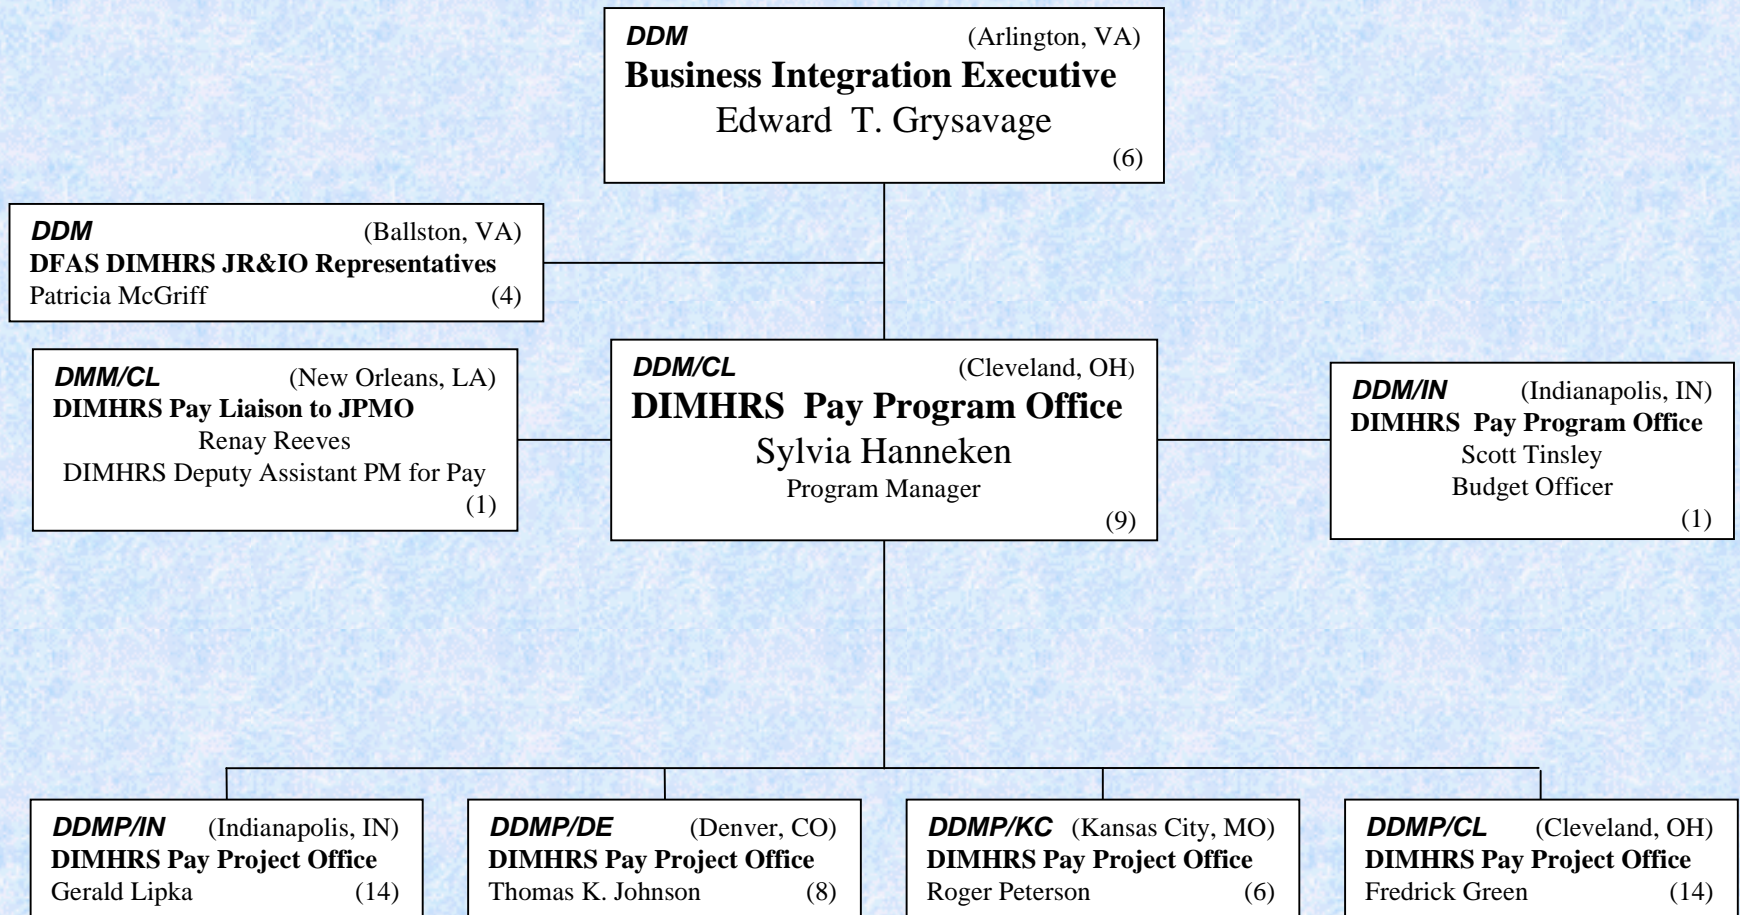 DDM (Arlington, VA)
Business Integration Executive
Edward T. Grysavage
(6)
DDM (Ballston, VA)
DFAS DIMHRS JR&IO Representatives
Patricia McGriff (4)
DMM/CL (New Orleans, LA)
DIMHRS Pay Liaison to JPMO
Renay Reeves
DIMHRS Deputy Assistant PM for Pay
(1)
DDM/CL (Cleveland, OH)
DIMHRS Pay Program Office
Sylvia Hanneken
Program Manager
(9)
DDM/IN (Indianapolis, IN)
DIMHRS Pay Program Office
Scott Tinsley
Budget Officer
(1)
DDMP/IN (Indianapolis, IN)
DIMHRS Pay Project Office
Gerald Lipka (14)
DDMP/DE (Denver, CO)
DIMHRS Pay Project Office
Thomas K. Johnson (8)
DDMP/KC (Kansas City, MO)
DIMHRS Pay Project Office
Roger Peterson (6)
DDMP/CL (Cleveland, OH)
DIMHRS Pay Project Office
Fredrick Green (14)